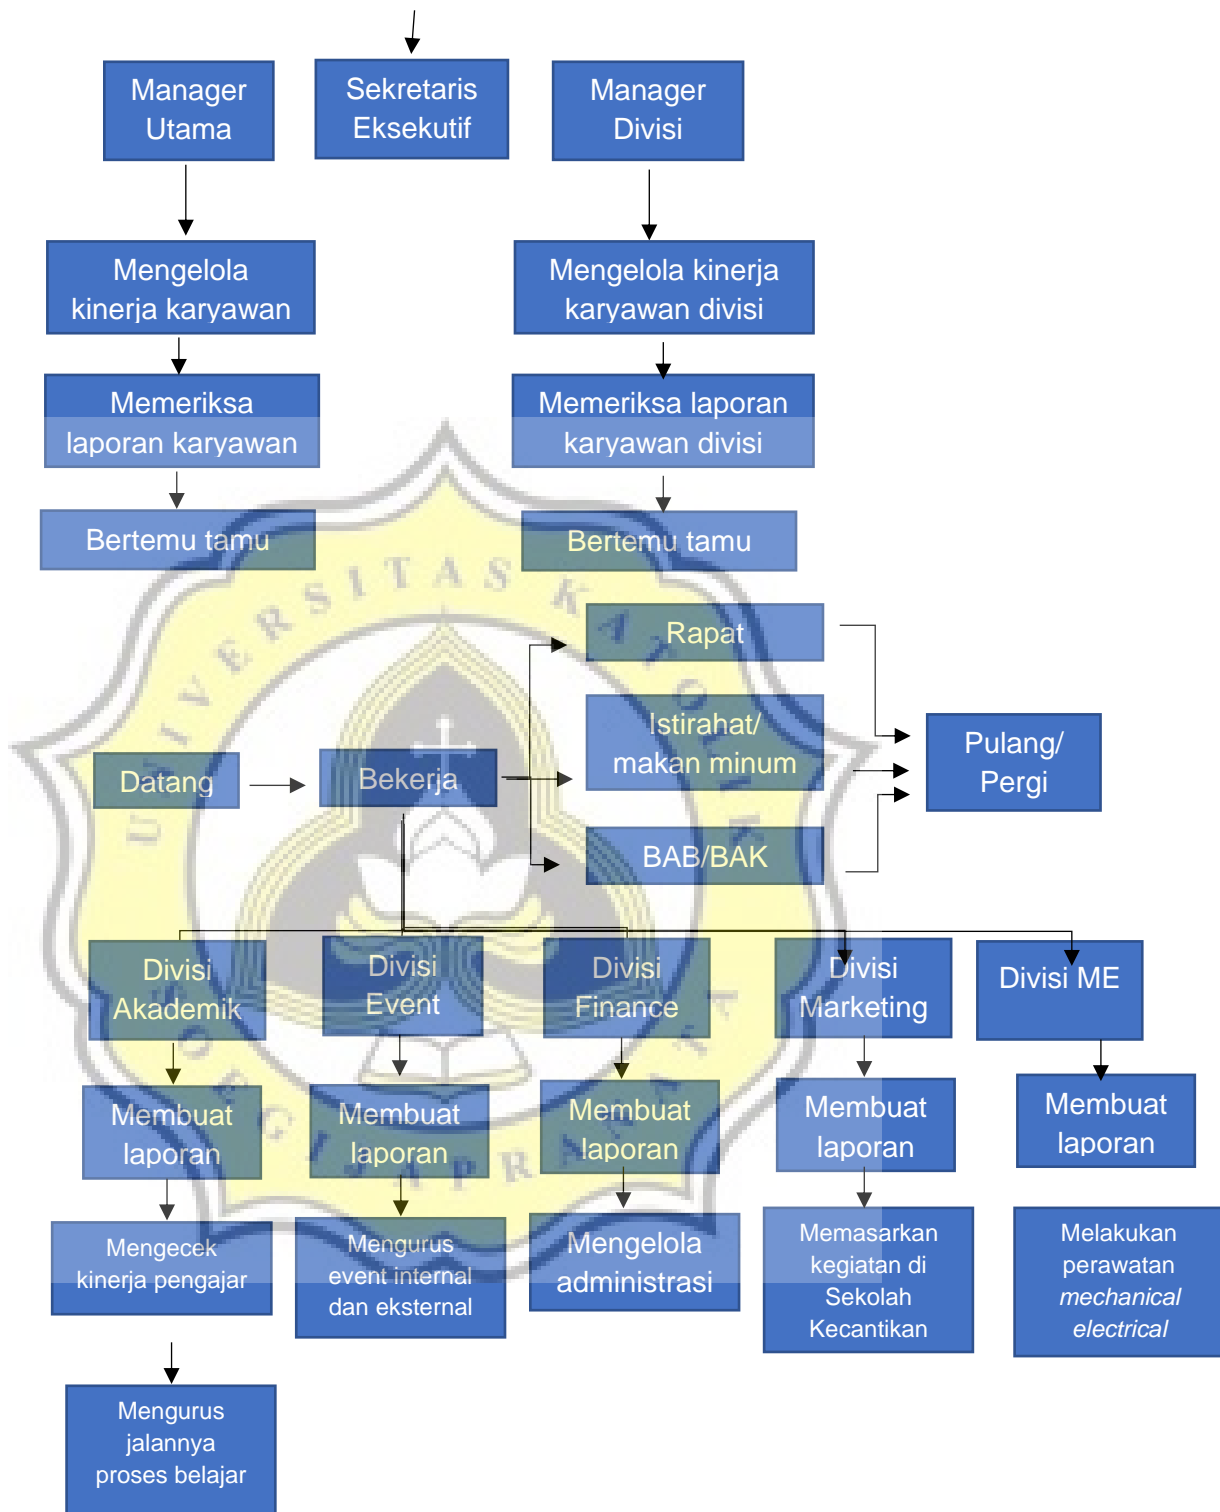 Manager
Utama
Sekretaris
Eksekutif
Manager
Divisi
Mengelola
kinerja karyawan
Mengelola kinerja
karyawan divisi
Memeriksa
laporan karyawan
Memeriksa laporan
karyawan divisi
Bertemu tamu
Bertemu tamu
UNIVERSITAS KATOLIK
Rapat
Istirahat/
makan minum
Pulang/
Pergi
Datang
Bekerja
BAB/BAK
Divisi
Akademik
Divisi
Event
Divisi
Finance
Divisi
Marketing
Divisi ME
SOEGIJAPRANATA
Membuat
laporan
Membuat
laporan
Membuat
laporan
Membuat
laporan
Membuat
laporan
Mengecek
kinerja pengajar
Mengurus
event internal
dan eksternal
Mengelola
administrasi
Memasarkan
kegiatan di
Sekolah
Kecantikan
Melakukan
perawatan
mechanical
electrical
Mengurus
jalannya
proses belajar